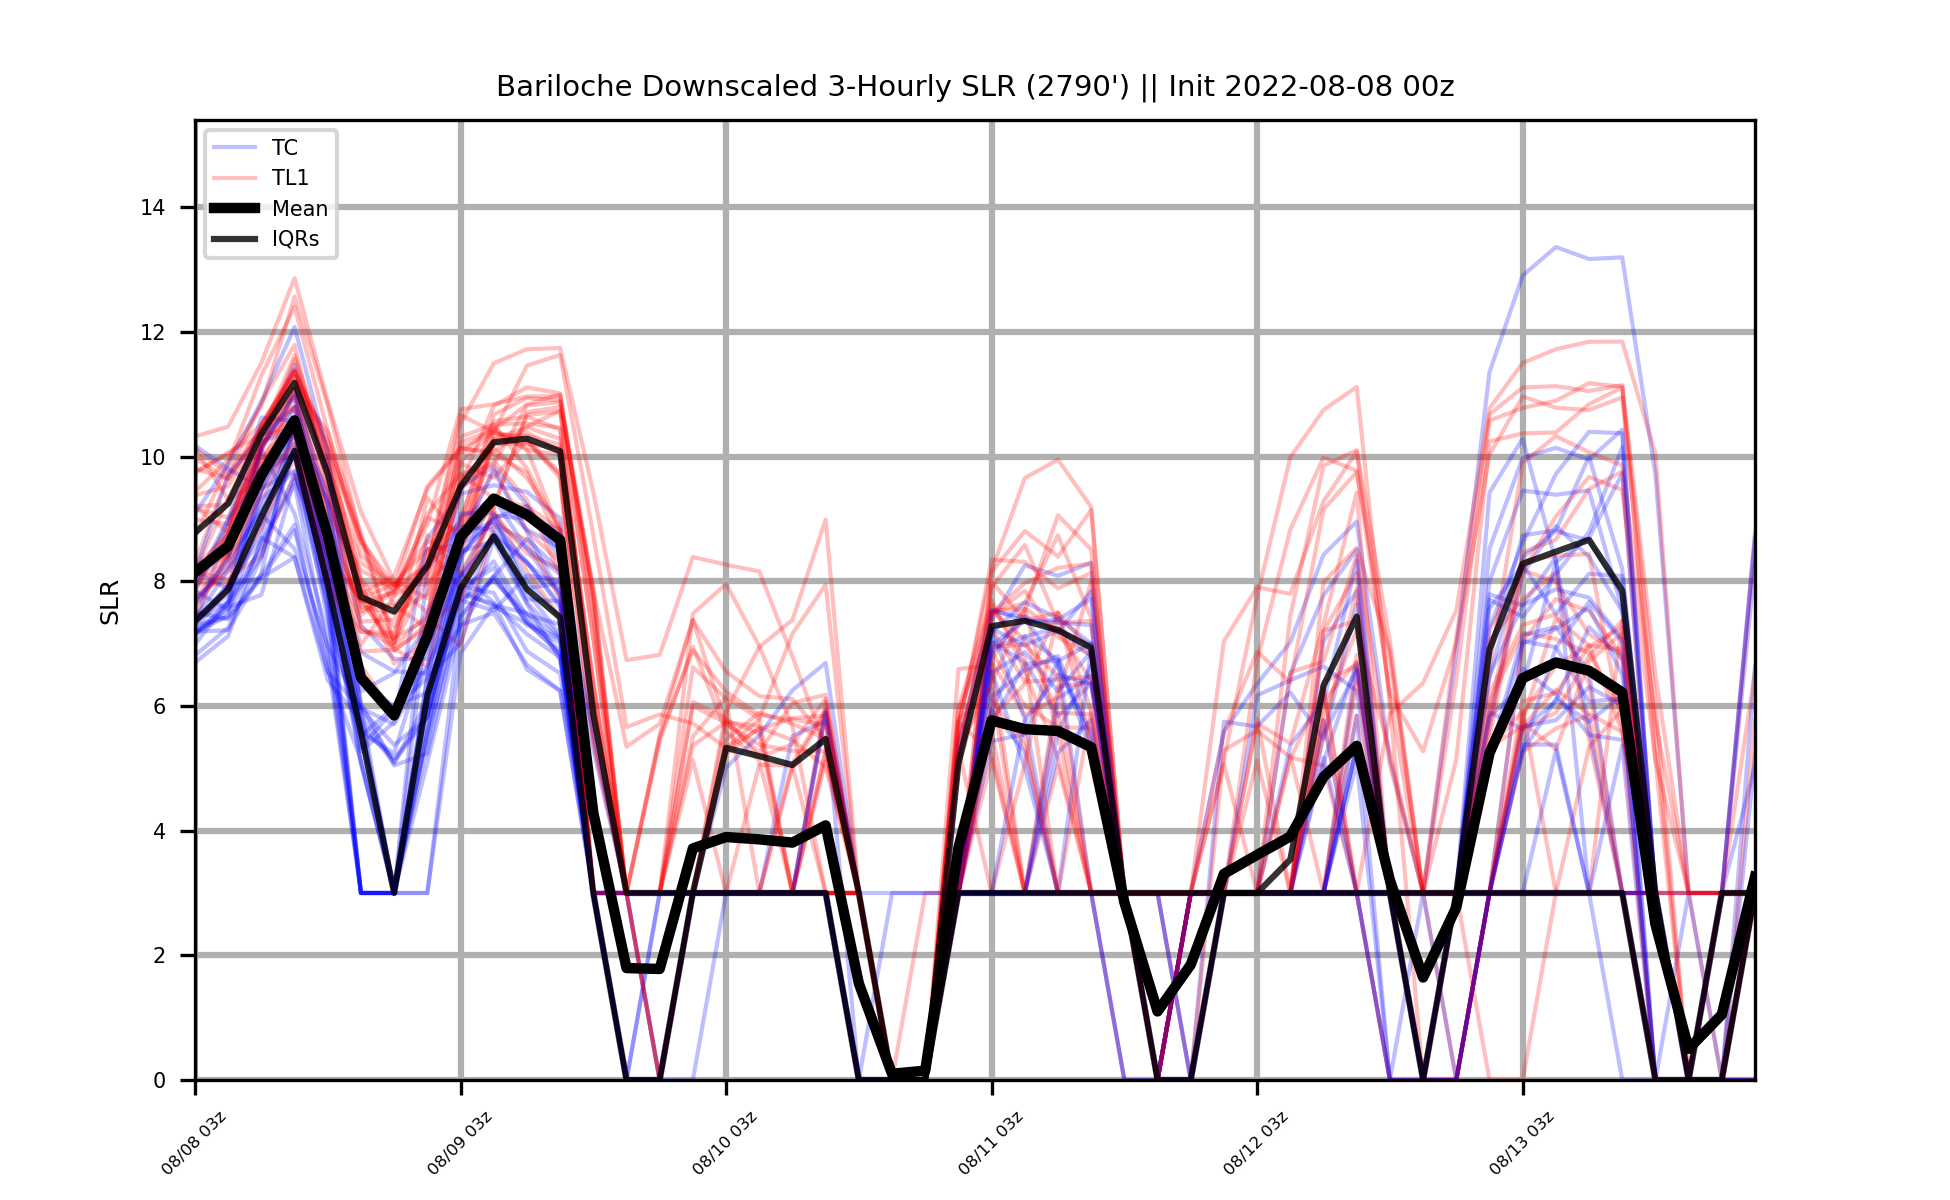 Bariloche Downscaled 3-Hourly SLR (2790') || Init 2022-08-08 00z
TC
TL1
Mean
IQRs
SLR
14
12
10
8
6
4
2
0
08/08 03z
08/09 03z
08/10 03z
08/11 03z
08/12 03z
08/13 03z